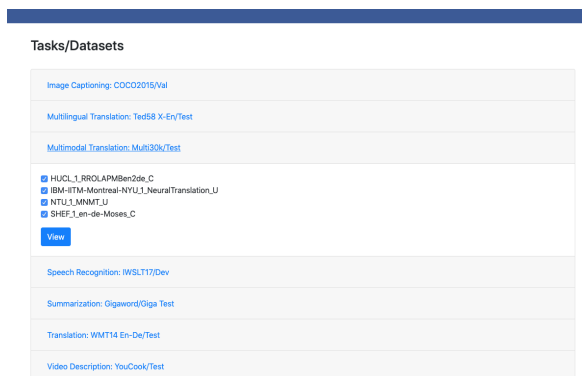 Tasks/Datasets
Image Captioning: COCO2015/Val
Multilingual Translation: Ted58 X-En/Test
Multimodal Translation: Multi30k/Test
HUCL_1_RROLAPMBen2de_C
IBM-IITM-Montreal-NYU_1_NeuralTranslation_U
NTU_1_MNMT_U
SHEF_1_en-de-Moses_C
View
Speech Recognition: IWSLT17/Dev
Summarization: Gigaword/Giga Test
Translation: WMT14 En-De/Test
Video Description: YouCook/Test